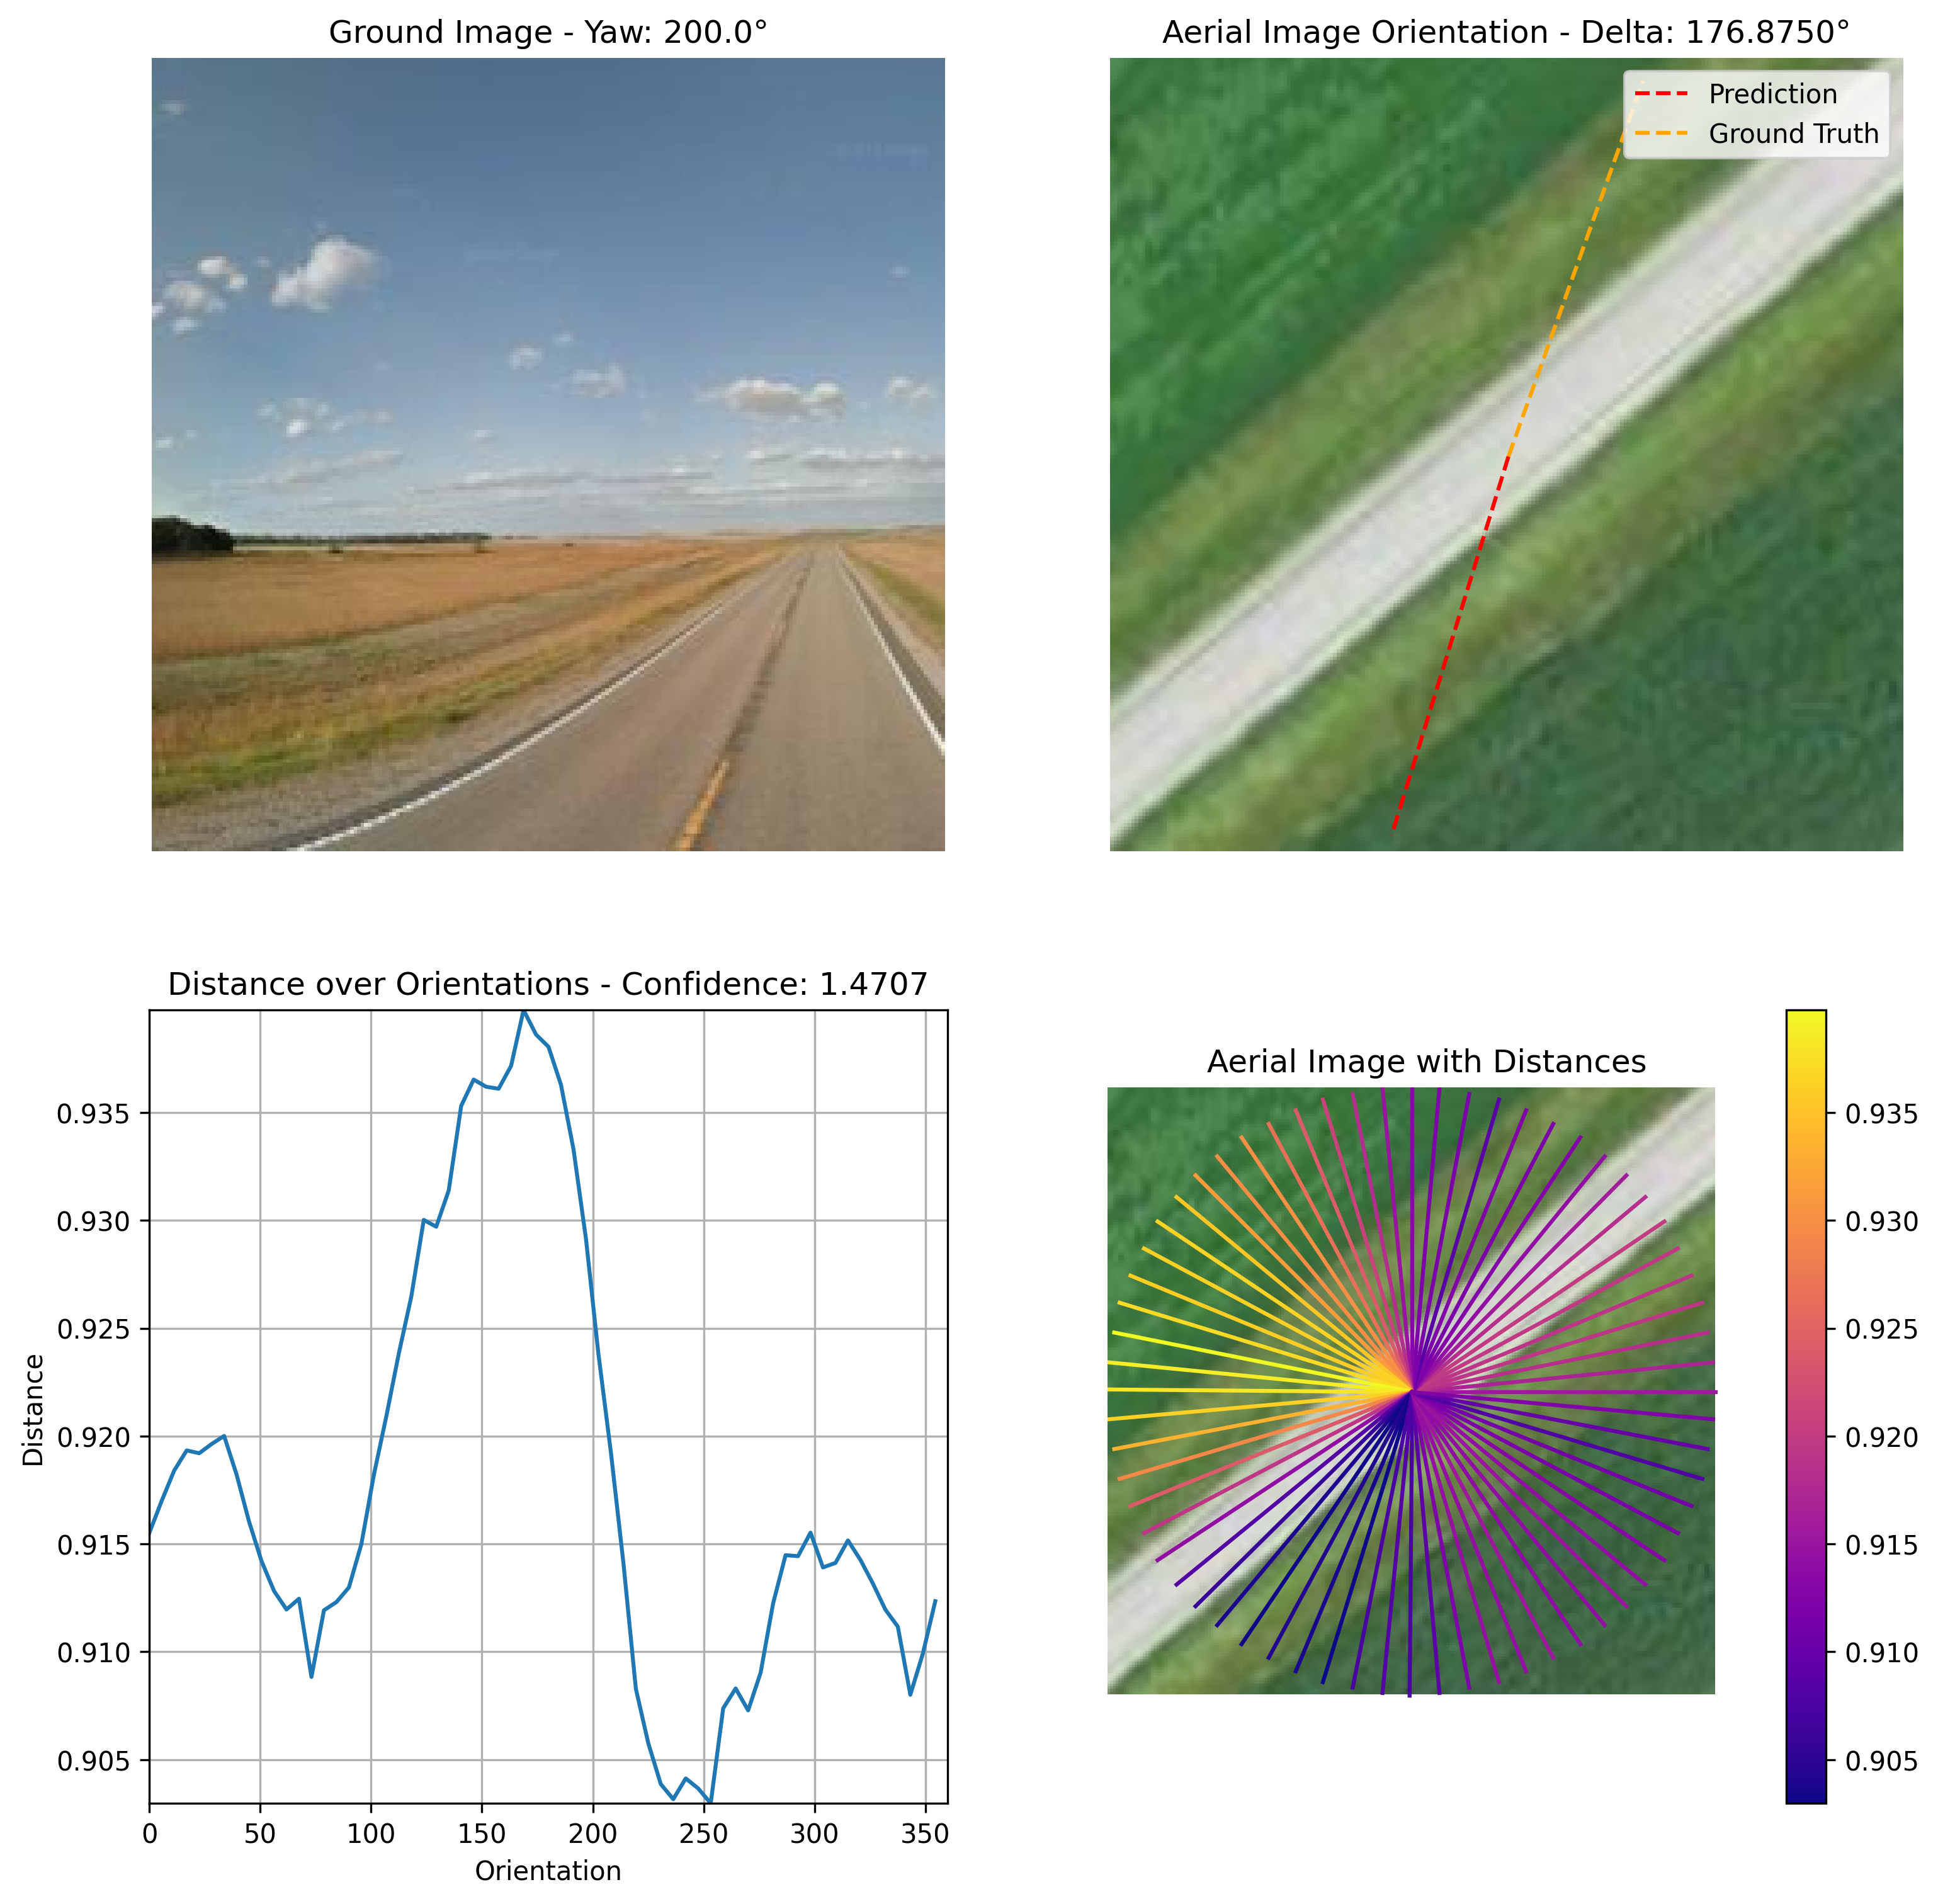 Ground Image - Yaw: 200.0°
Aerial Image Orientation - Delta: 176.8750°
Prediction
Ground Truth
Distance over Orientations - Confidence: 1.4707
0.935
0.930
0.925
0.920
0.915
0.910
0.905
Distance
0
50
100
150
200
250
300
350
Orientation
Aerial Image with Distances
0.935
0.930
0.925
0.920
0.915
0.910
0.905